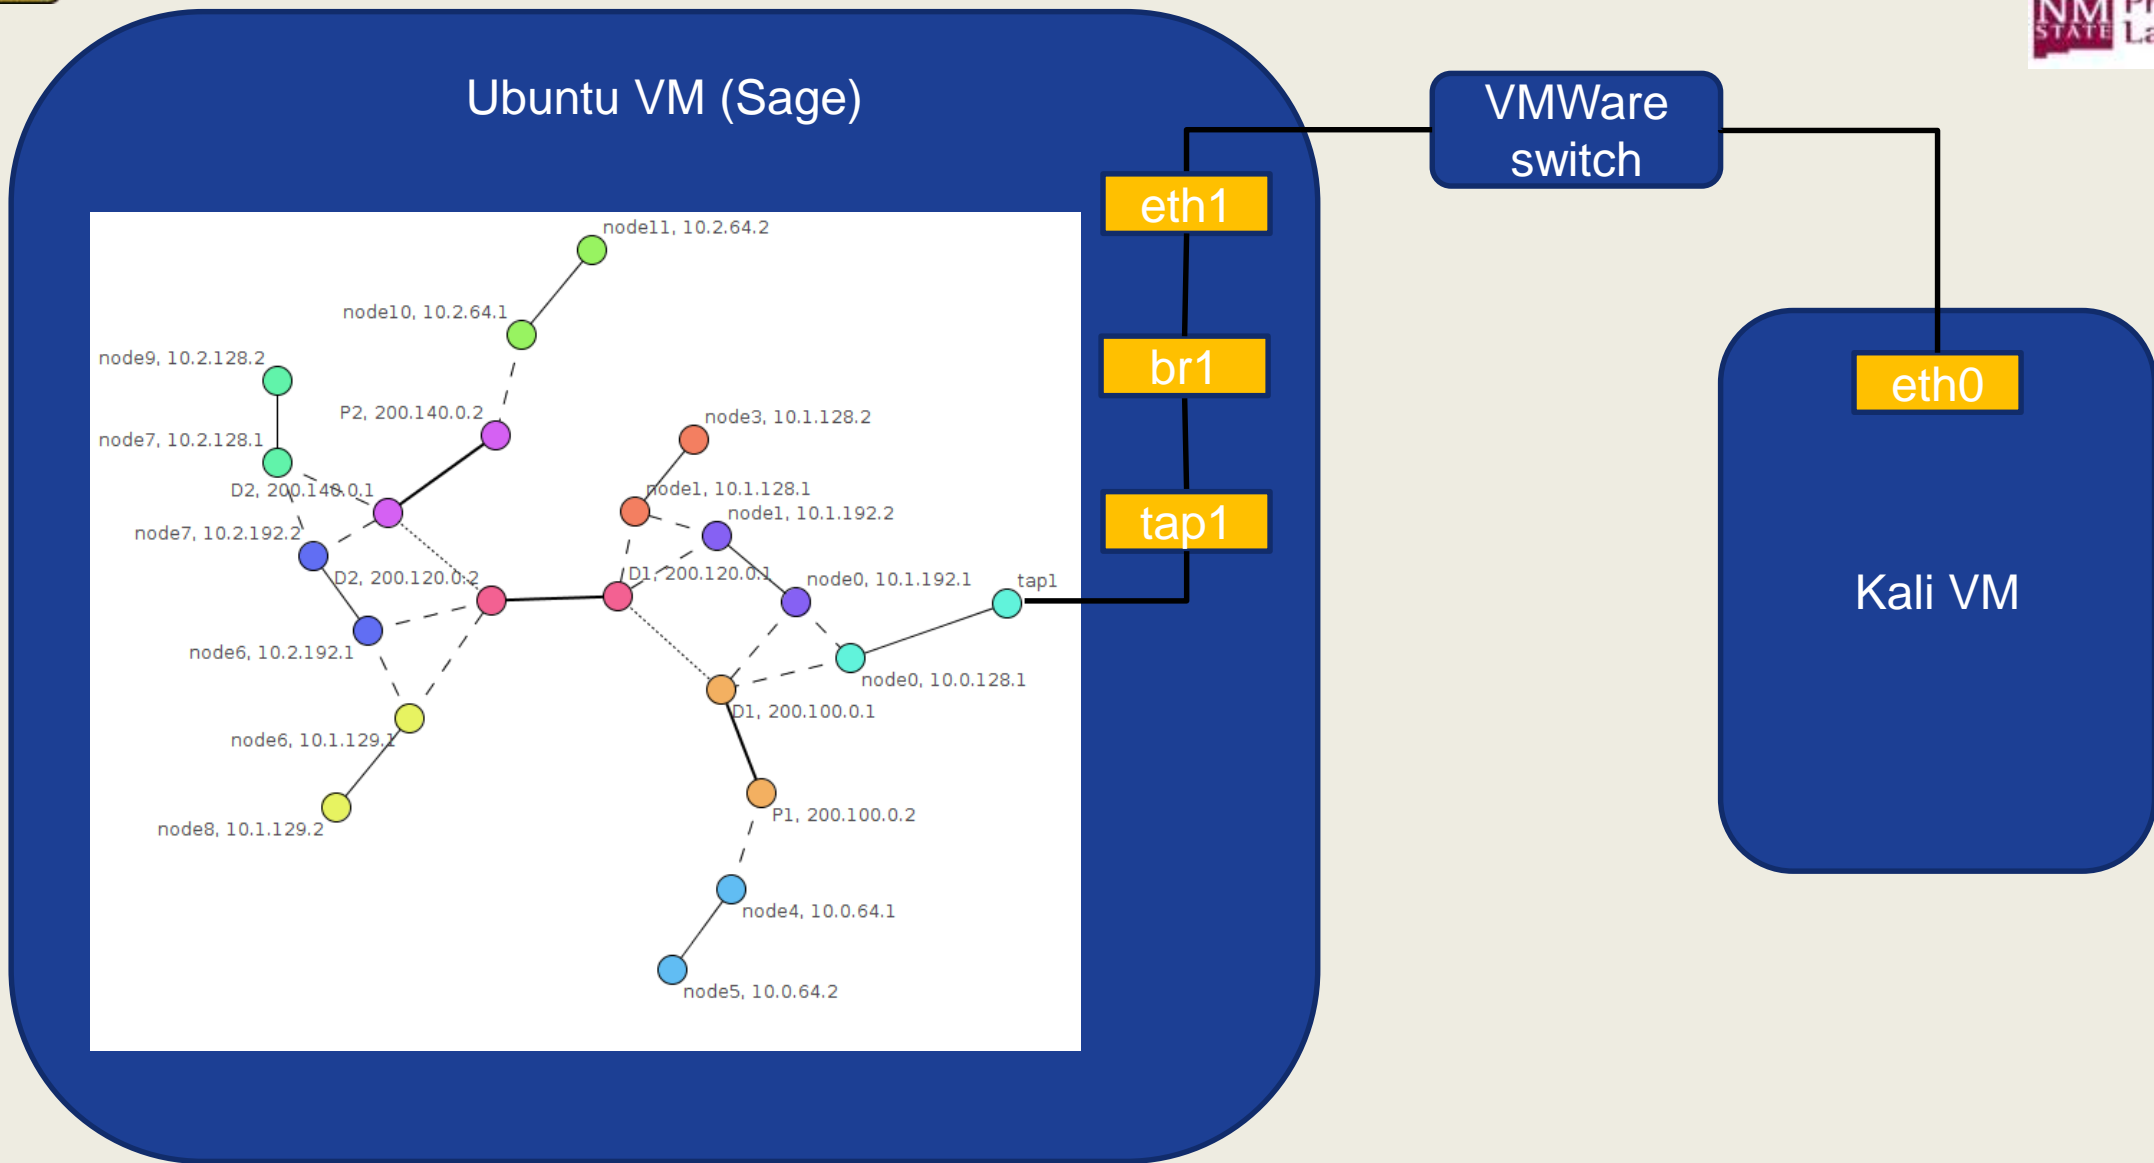 NM
STATE
Ubuntu VM (Sage)
VMWare
switch
eth1
node11, 10.2.64.2
node10, 10.2.64.1
node9, 10.2.128.2
br1
eth0
P2, 200.140.0.2
node3, 10.1.128.2
node7, 10.2.128.1
D2, 200.140.0.1
node1, 10.1.128.1
node1, 10.1.192.2
tap1
node7, 10.2.192.2
D2, 200.120.0.2
D1, 200.120.0.1
node0, 10.1.192.1
tap1
Kali VM
node6, 10.2.192.1
node0, 10.0.128.1
D1, 200.100.0.1
node6, 10.1.129.1
P1, 200.100.0.2
node8, 10.1.129.2
node4, 10.0.64.1
node5, 10.0.64.2